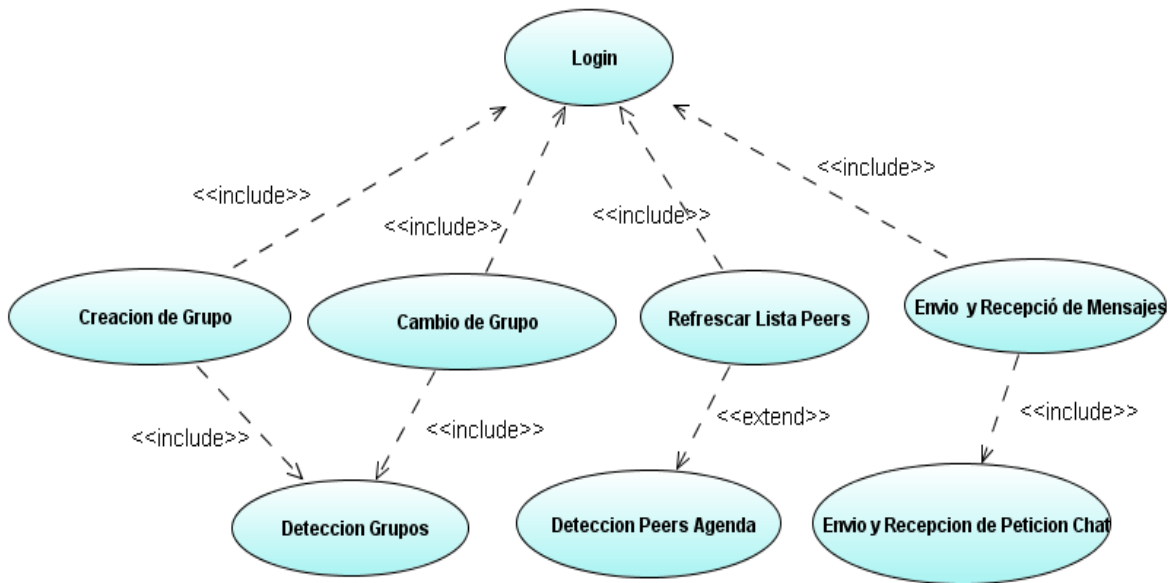 Login
<<include>>
<<include>>
<<include>>
<<include>>
Creacion de Grupo
Cambio de Grupo
Refrescar Lista Peers
Envio y Recepció de Mensajes
<<include>>
<<include>>
<<extend>>
<<include>>
Deteccion Grupos
Deteccion Peers Agenda
Envio y Recepcion de Peticion Chat